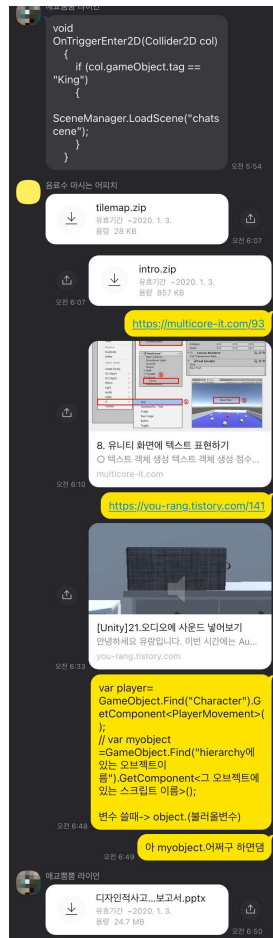 애교뿜뿜 라이언
void
OnTriggerEnter2D(Collider2D col)
{
if (col.gameObject.tag ==
"King")
{
SceneManager.LoadScene("chats
cene");
}
}
오전 5:54
음료수 마시는 어피치
tilemap.zip
유효기간 ~2020. 1. 3.
용량 28 KB
오전 6:07
intro.zip
유효기간 ~2020. 1. 3.
용량 857 KB
오전 6:07
https://multicore-it.com/93
8. 유니티 화면에 텍스트 표현하기
○ 텍스트 객체 생성 텍스트 객체 생성 점수...
multicore-it.com
오전 6:10
https://you-rang.tistory.com/141
[Unity]21.오디오에 사운드 넣어보기
안녕하세요 유랑입니다. 이번 시간에는 Au...
you-rang.tistory.com
오전 6:33
var player=
GameObject.Find("Character").G
etComponent<PlayerMovement>(
);
// var myobject
=GameObject.Find("hierarchy에
있는 오브젝트이
름").GetComponent<그 오브젝트에
있는 스크립트 이름>();
변수 쓸때-> object.(불러올변수)
오전 6:48
아 myobject.어쩌구 하면댐
오전 6:49
애교뿜뿜 라이언
디자인적사고...보고서.pptx
유효기간 ~2020. 1. 3.
용량 24.7 MB
오전 6:50